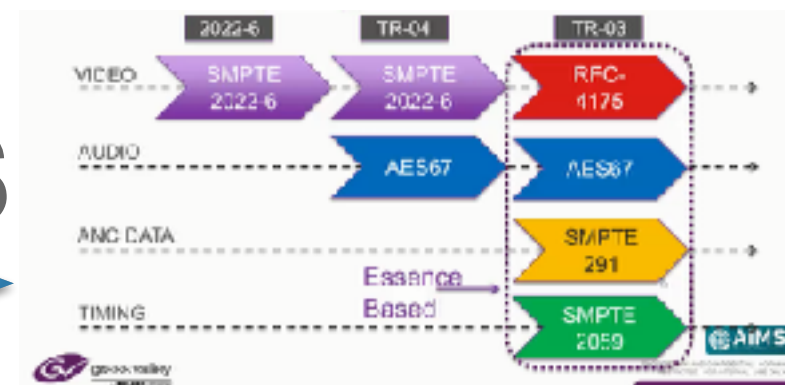 2022-6 TR-04 TR-03
VIDEO SMPTE 2022-6 SMPTE 2022-6 RFC-4175
AUDIO AES67 AES67
ANC DATA SMPTE 291
Essence Based
TIMING SMPTE 2059
AIMS
grass valley
S